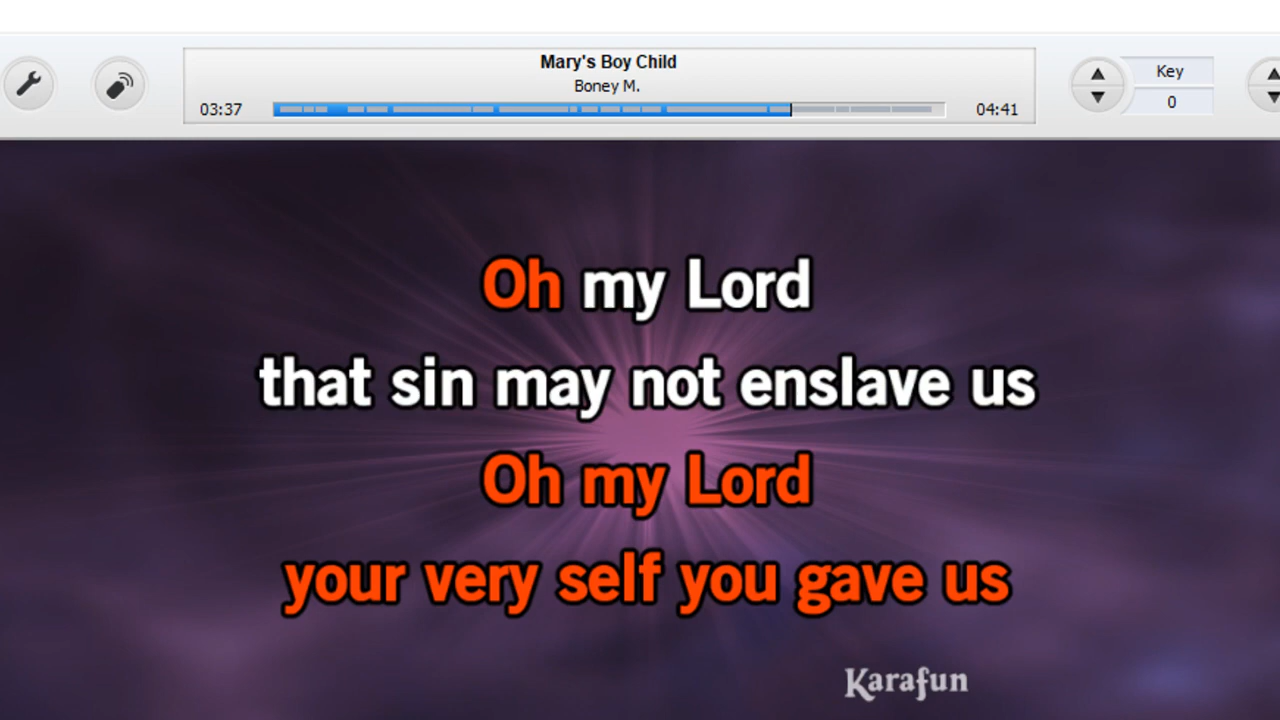 Mary's Boy Child
Boney M.
03:37
04:41
Key
0
Oh my Lord
that sin may not enslave us
Oh my Lord
your very self you gave us
Karafun